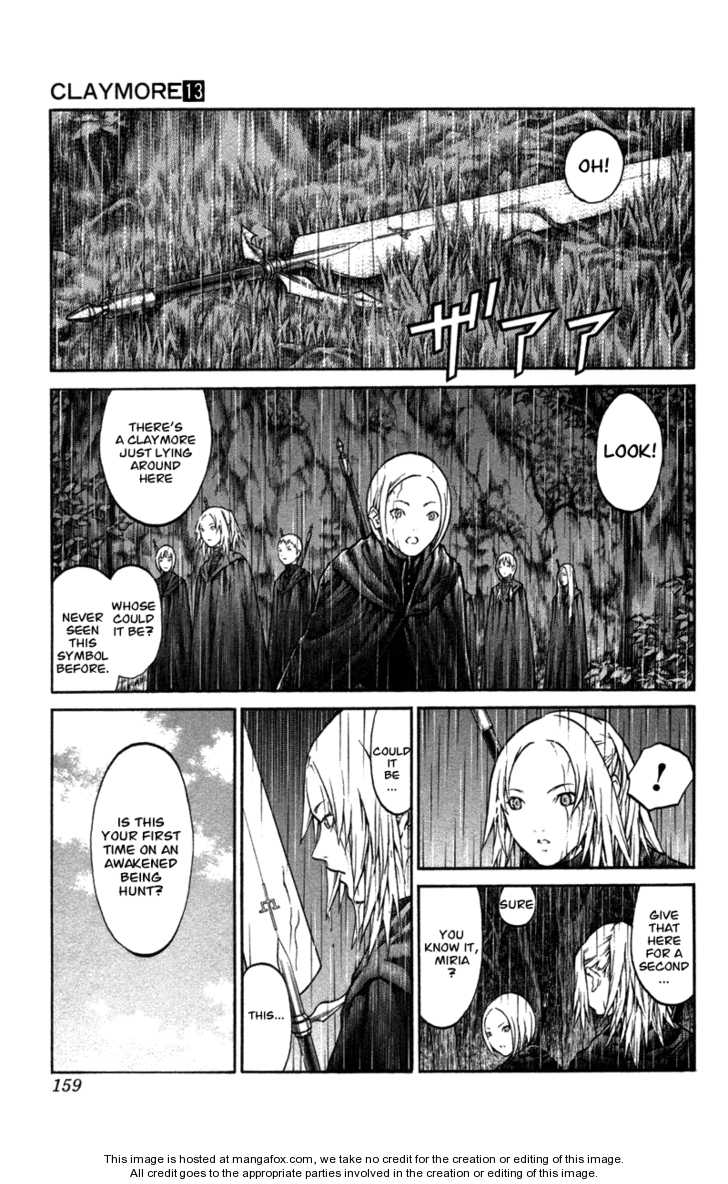 CLAYMORE 13
OH!
ザアア
LOOK!
THERE'S
A CLAYMORE
JUST LYING
AROUND
HERE
WHOSE
COULD
IT BE?
NEVER
SEEN
THIS
SYMBOL
BEFORE.
!
GIVE
THAT
HERE
FOR A
SECOND
...
SURE
YOU
KNOW IT,
MIRIA
?
COULD
IT
BE
...
THIS...
IS THIS
YOUR FIRST
TIME ON AN
AWAKENED
BEING
HUNT?
159
This image is hosted at mangafox.com, we take no credit for the creation or editing of this image.
All credit goes to the appropriate parties involved in the creation or editing of this image.